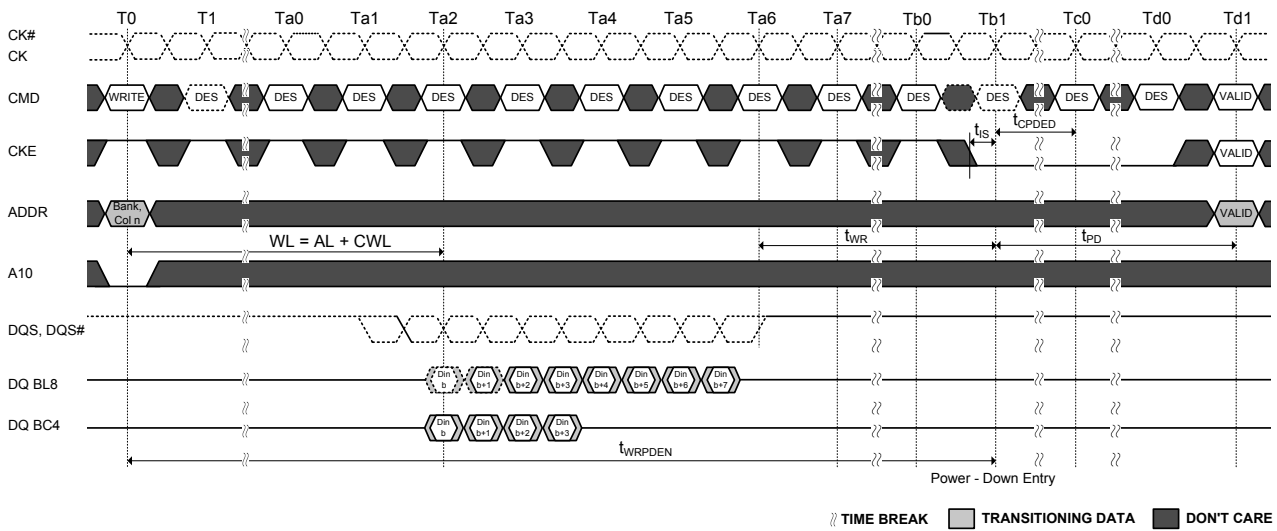 T0 T1 Ta0 Ta1 Ta2 Ta3 Ta4 Ta5 Ta6 Ta7 Tb0 Tb1 Tc0 Td0 Td1
CK#
CK
CMD WRITE DES DES DES DES DES DES DES DES DES DES DES DES DES VALID
tIS tCPDED
CKE VALID
ADDR Bank, Col n VALID
WL = AL + CWL tWR tPD
A10
DQS, DQS#
DQ BL8 Din b Din b+1 Din b+2 Din b+3 Din b+4 Din b+5 Din b+6 Din b+7
DQ BC4 Din b Din b+1 Din b+2 Din b+3
tWRPDEN
Power - Down Entry
TIME BREAK TRANSITIONING DATA DON'T CARE